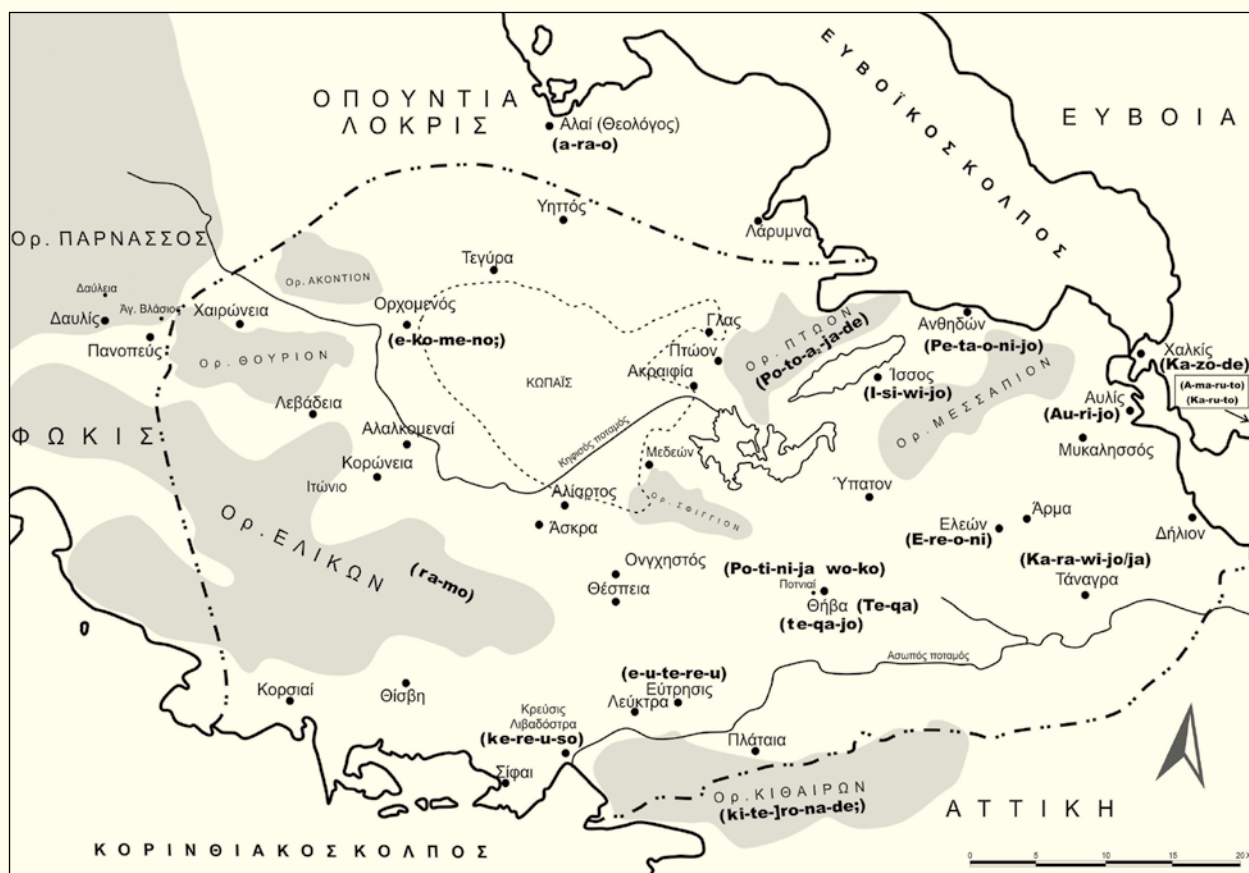 ΟΠΟΥΝΤΙΑ
ΛΟΚΡΙΣ
ΕΥΒΟΪΚΟΣ ΚΟΛΠΟΣ
ΕΥΒΟΙΑ
Αλαί (Θεολόγος)
(a-ra-o)
Υηττός
Λάρυμνα
Ορ. ΠΑΡΝΑΣΣΟΣ
Τεγύρα
Ορ. ΑΚΟΝΤΙΟΝ
Δαύλεια
Δαυλίς
Άγ. Βλάσιος
Πανοπεύς
Χαιρώνεια
Ορχομενός
(e-ko-me-no;)
Ορ. ΘΟΥΡΙΟΝ
Γλας
Πτώον
Ορ. ΠΤΩΟΝ
(Po-to-a₂-ja-de)
Ανθηδών
(Pe-ta-o-ni-jo)
Χαλκίς
(Ka-zo-de)
(A-ma-ru-to)
(Ka-ru-to)
ΚΩΠΑΪΣ
Ακραιφία
Ίσσος
(I-si-wi-jo)
Ορ. ΜΕΣΣΑΠΙΟΝ
Αυλίς
(Au-ri-jo)
Λεβάδεια
Μυκαλησσός
ΦΩΚΙΣ
Αλαλκομεναί
Κορώνεια
Ιτώνιο
Κηφισός ποταμός
Μεδεών
Ορ. ΣΦΙΓΓΙΟΝ
Ύπατον
Αλίαρτος
Άσκρα
Ορ. ΕΛΙΚΩΝ
(ra-mo)
Ελεών
(E-re-o-ni)
Άρμα
Δήλιον
Ονγχηστός
Θέσπεια
(Po-ti-ni-ja wo-ko)
Ποτνιαί
Θήβα (Te-qa)
(te-qa-jo)
(Ka-ra-wi-jo/ja)
Τάναγρα
Ασωπός ποταμός
(e-u-te-re-u)
Εύτρησις
Λεύκτρα
Κορσιαί
Θίσβη
Κρεύσις
Λιβαδόστρα
(ke-re-u-so)
Σίφαι
Πλάταια
Ορ. ΚΙΘΑΙΡΩΝ
(ki-te-]ro-na-de;)
ΑΤΤΙΚΗ
ΚΟΡΙΝΘΙΑΚΟΣ ΚΟΛΠΟΣ
0 5 10 15